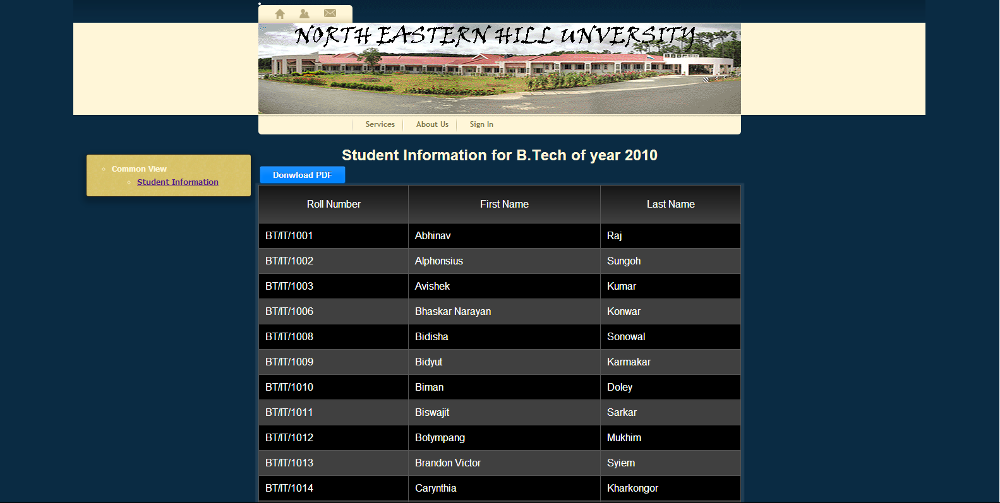 NORTH EASTERN HILL UNVERSITY
Services About Us Sign In
Student Information for B.Tech of year 2010
Common View
Student Information
Donwload PDF
Roll Number First Name Last Name
BT/IT/1001 Abhinav Raj
BT/IT/1002 Alphonsius Sungoh
BT/IT/1003 Avishek Kumar
BT/IT/1006 Bhaskar Narayan Konwar
BT/IT/1008 Bidisha Sonowal
BT/IT/1009 Bidyut Karmakar
BT/IT/1010 Biman Doley
BT/IT/1011 Biswajit Sarkar
BT/IT/1012 Botympang Mukhim
BT/IT/1013 Brandon Victor Syiem
BT/IT/1014 Carynthia Kharkongor